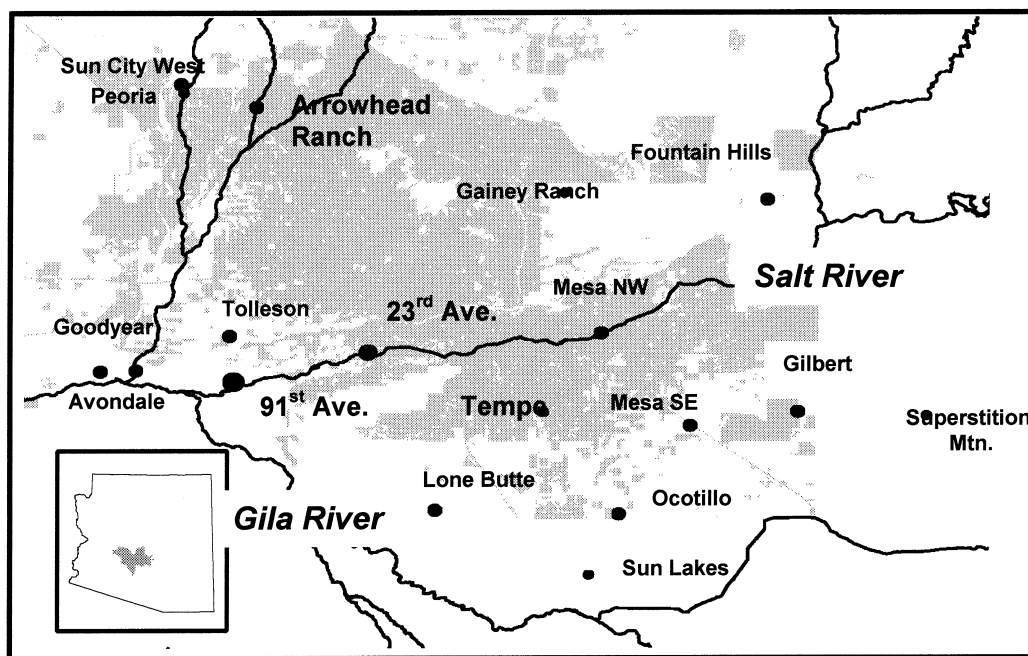 Sun City West
Peoria
Arrowhead
Ranch
Fountain Hills
Gainey Ranch
Salt River
Mesa NW
23rd Ave.
Tolleson
Goodyear
Gilbert
Avondale
91st Ave.
Tempe
Mesa SE
Superstition
Mtn.
Lone Butte
Ocotillo
Gila River
Sun Lakes